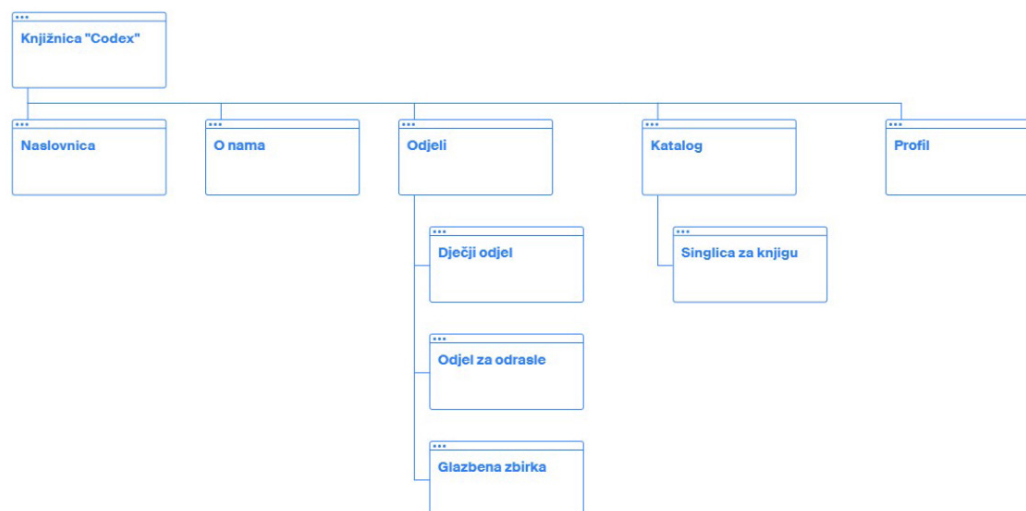 Knjižnica "Codex"
Naslovnica
O nama
Odjeli
Katalog
Profil
Dječji odjel
Singlica za knjigu
Odjel za odrasle
Glazbena zbirka